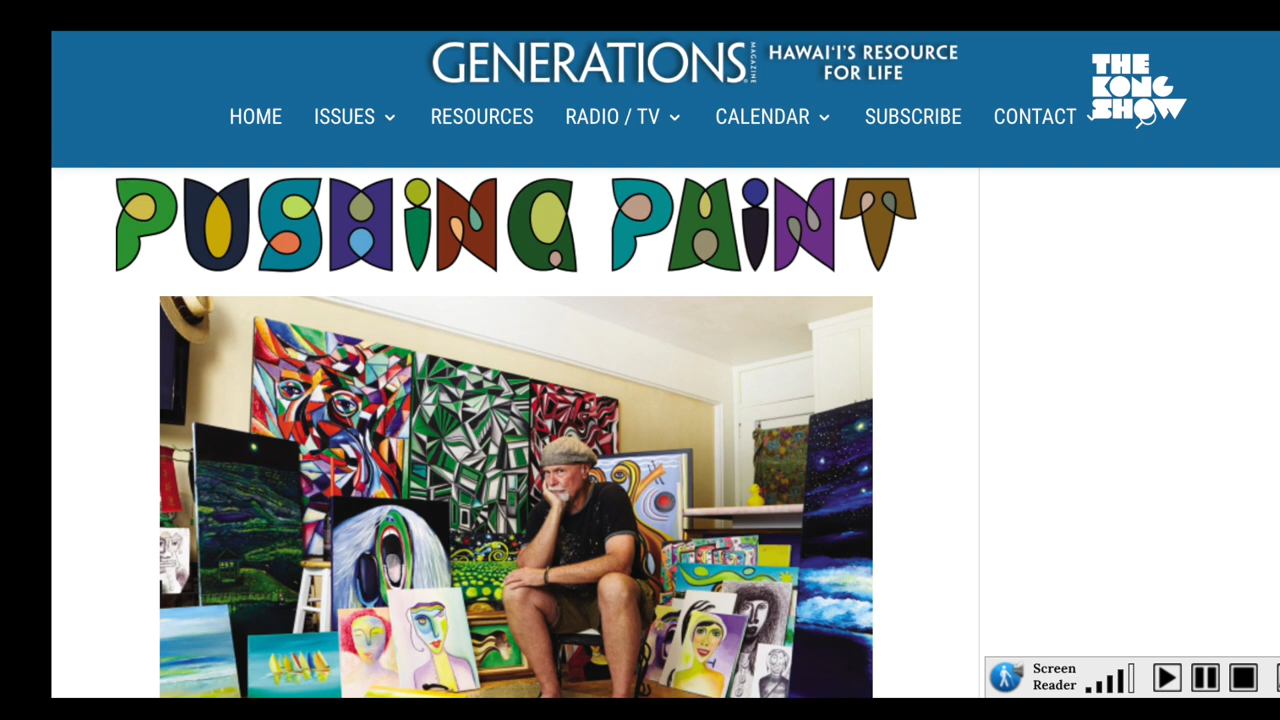 GENERATIONS MAGAZINE
HAWAIʻI'S RESOURCE
FOR LIFE
THE
KONG
SHOW
HOME ISSUES RESOURCES RADIO / TV CALENDAR SUBSCRIBE CONTACT
PUSHING PAINT
Screen
Reader